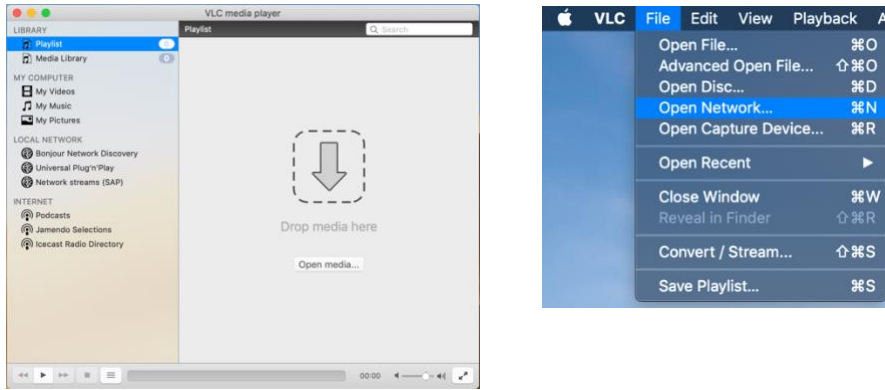 VLC media player
LIBRARY
Playlist 0
Media Library 0
MY COMPUTER
My Videos
My Music
My Pictures
LOCAL NETWORK
Bonjour Network Discovery
Universal Plug'n'Play
Network streams (SAP)
INTERNET
Podcasts
Jamendo Selections
Icecast Radio Directory
Playlist
Search
Drop media here
Open media...
00:00
VLC File Edit View Playback A
Open File... ⌘O
Advanced Open File... ⇧⌘O
Open Disc... ⌘D
Open Network... ⌘N
Open Capture Device... ⌘R
Open Recent ▶
Close Window ⌘W
Reveal in Finder ⇧⌘R
Convert / Stream... ⇧⌘S
Save Playlist... ⌘S